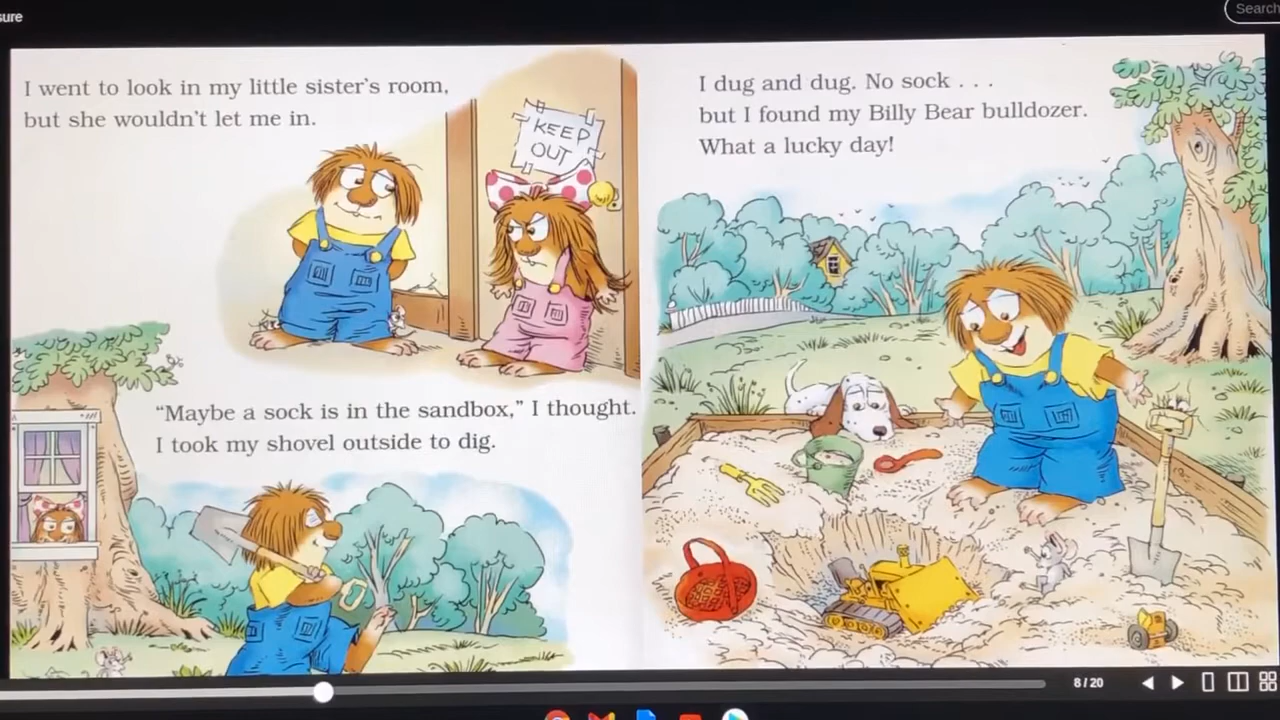 sure
Search
I went to look in my little sister's room,
but she wouldn't let me in.
KEEP
OUT
"Maybe a sock is in the sandbox," I thought.
I took my shovel outside to dig.
I dug and dug. No sock . . .
but I found my Billy Bear bulldozer.
What a lucky day!
8/20